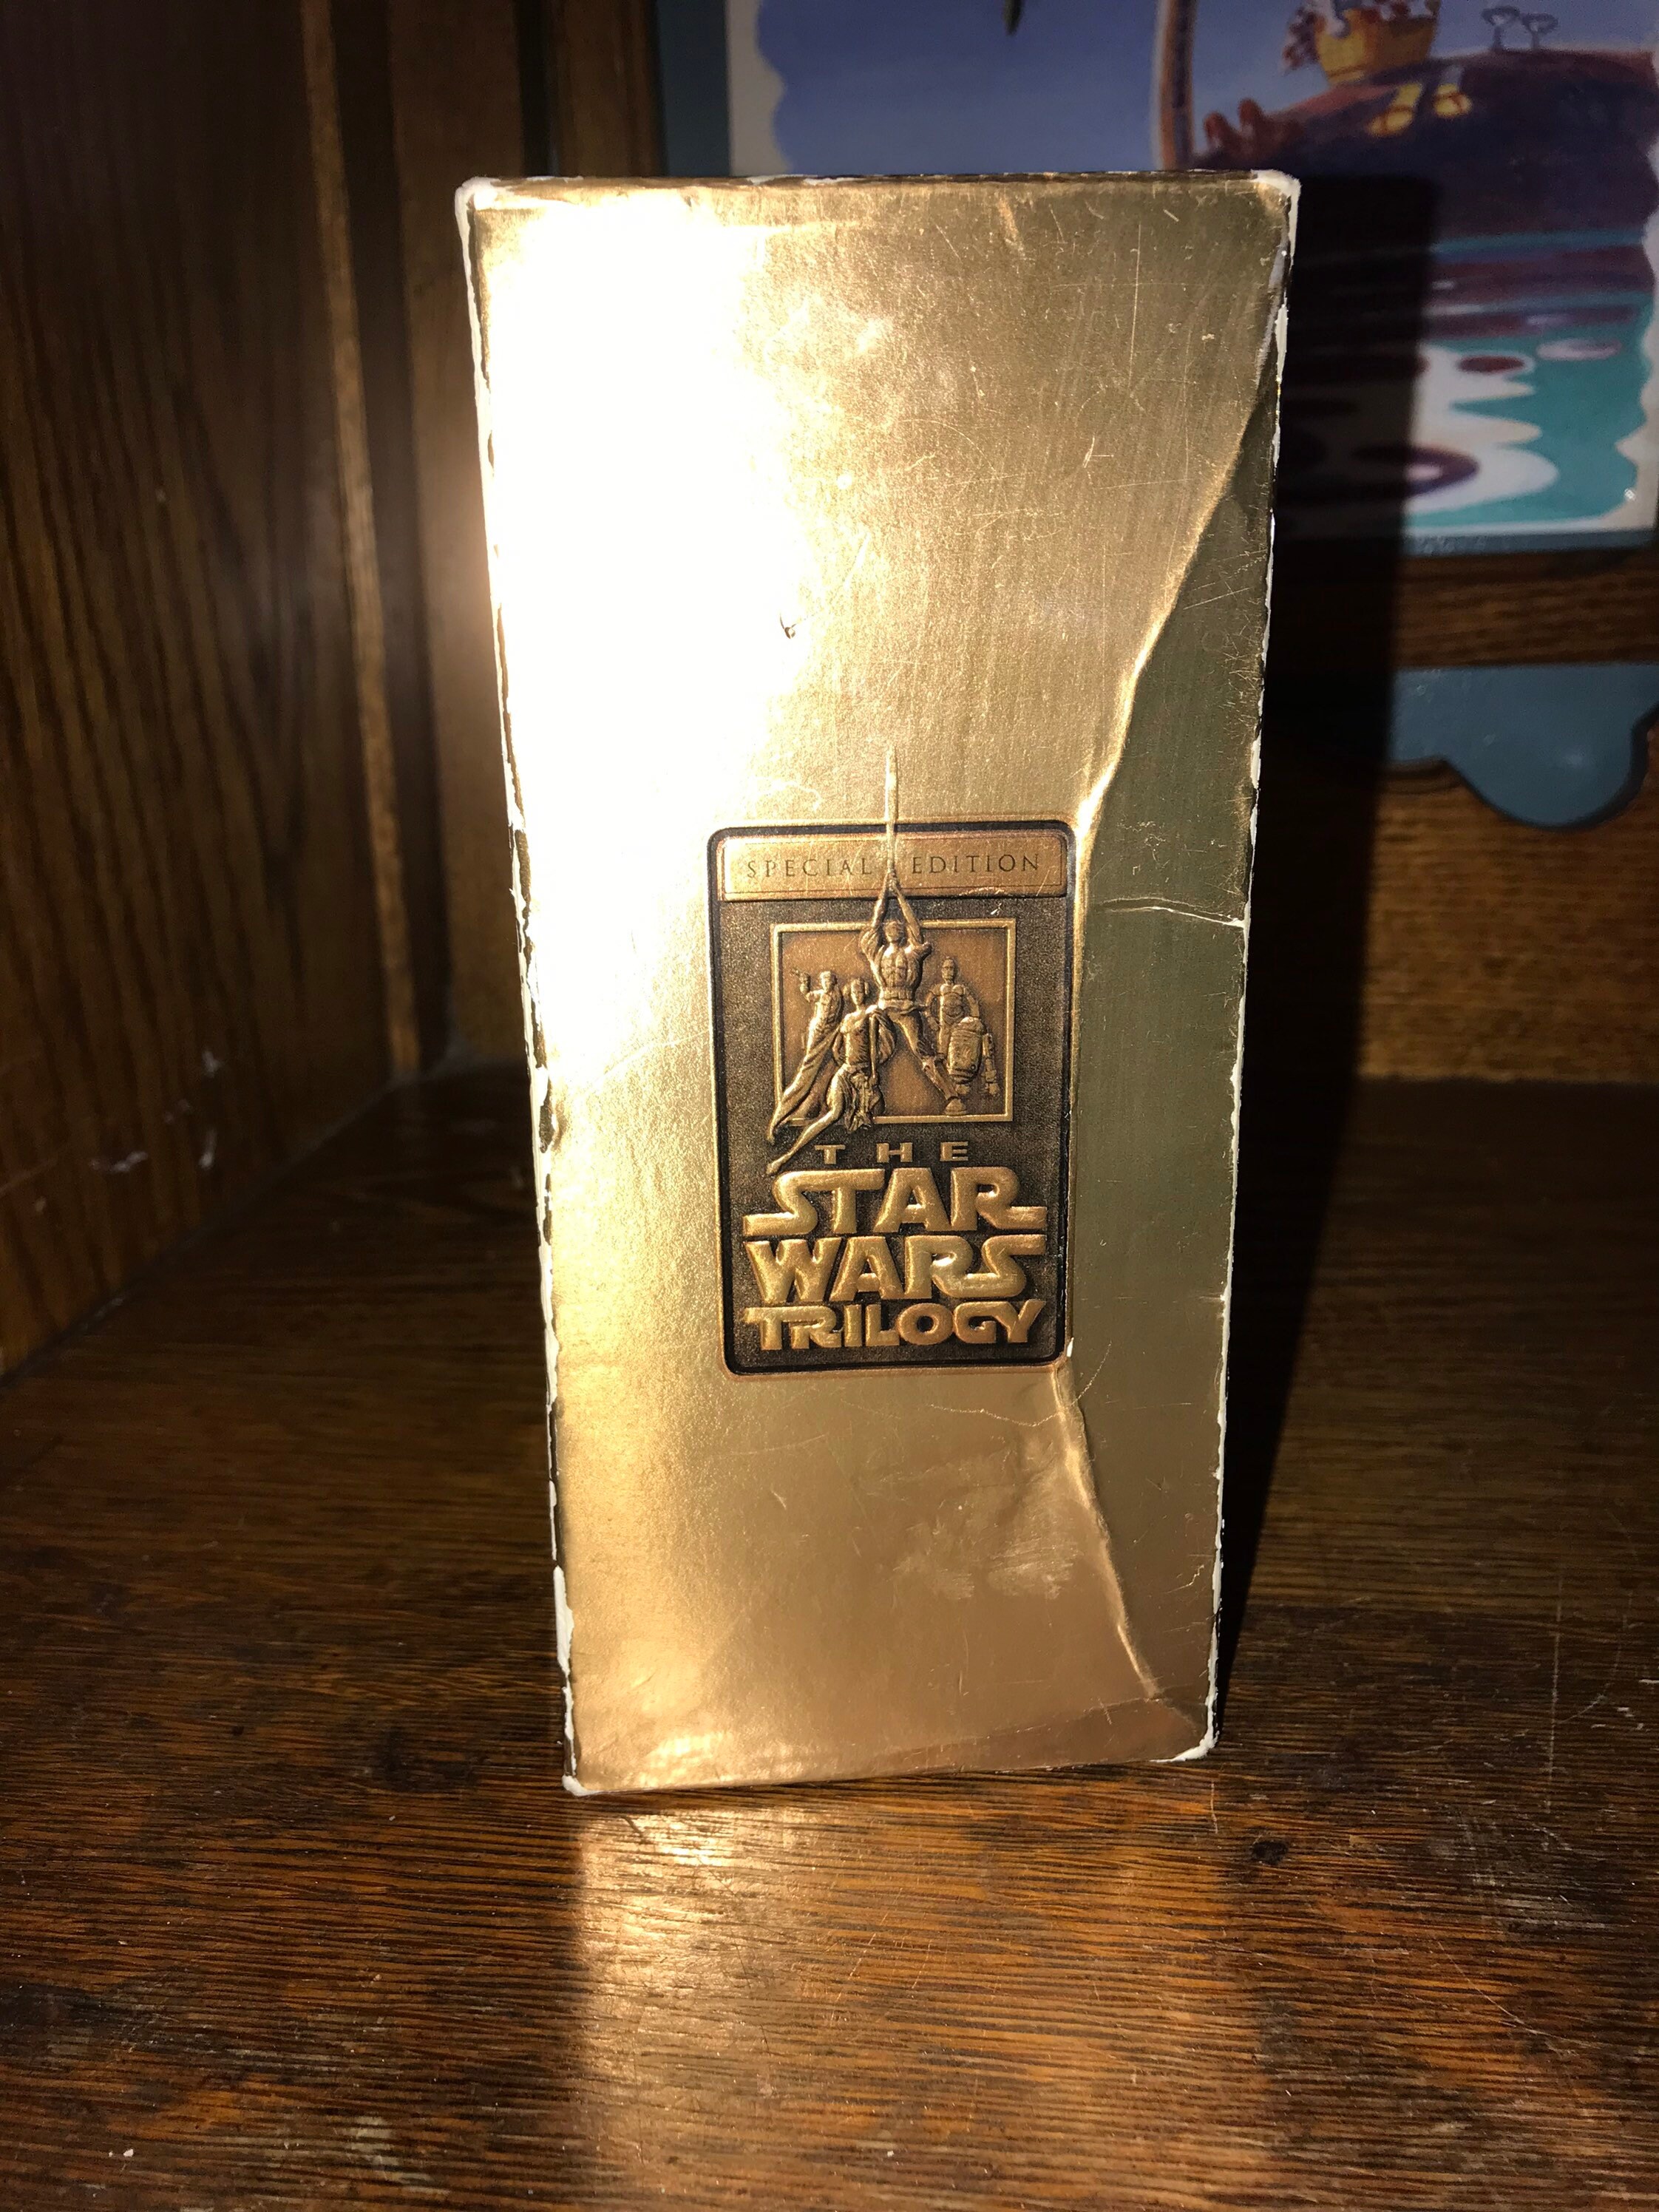 SPECIAL EDITION
THE
STAR
WARS
TRILOGY